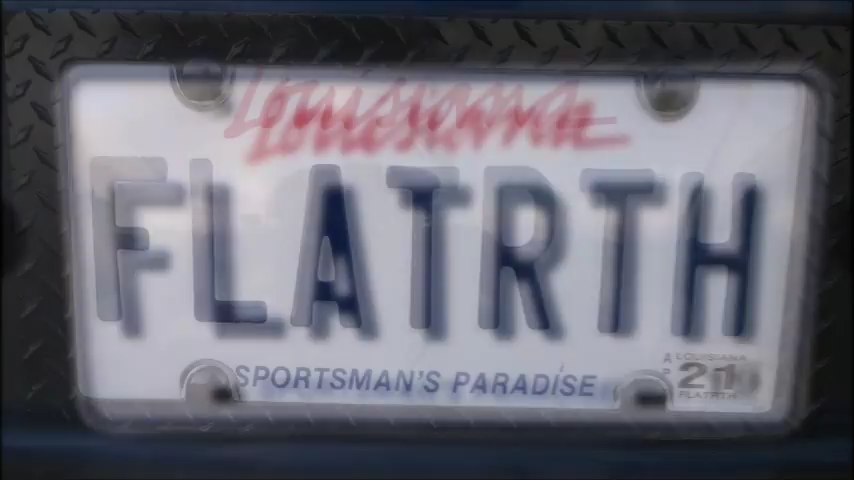 Louisiana
FLATRTH
SPORTSMAN'S PARADISE
LOUISIANA
21
FLATRTH